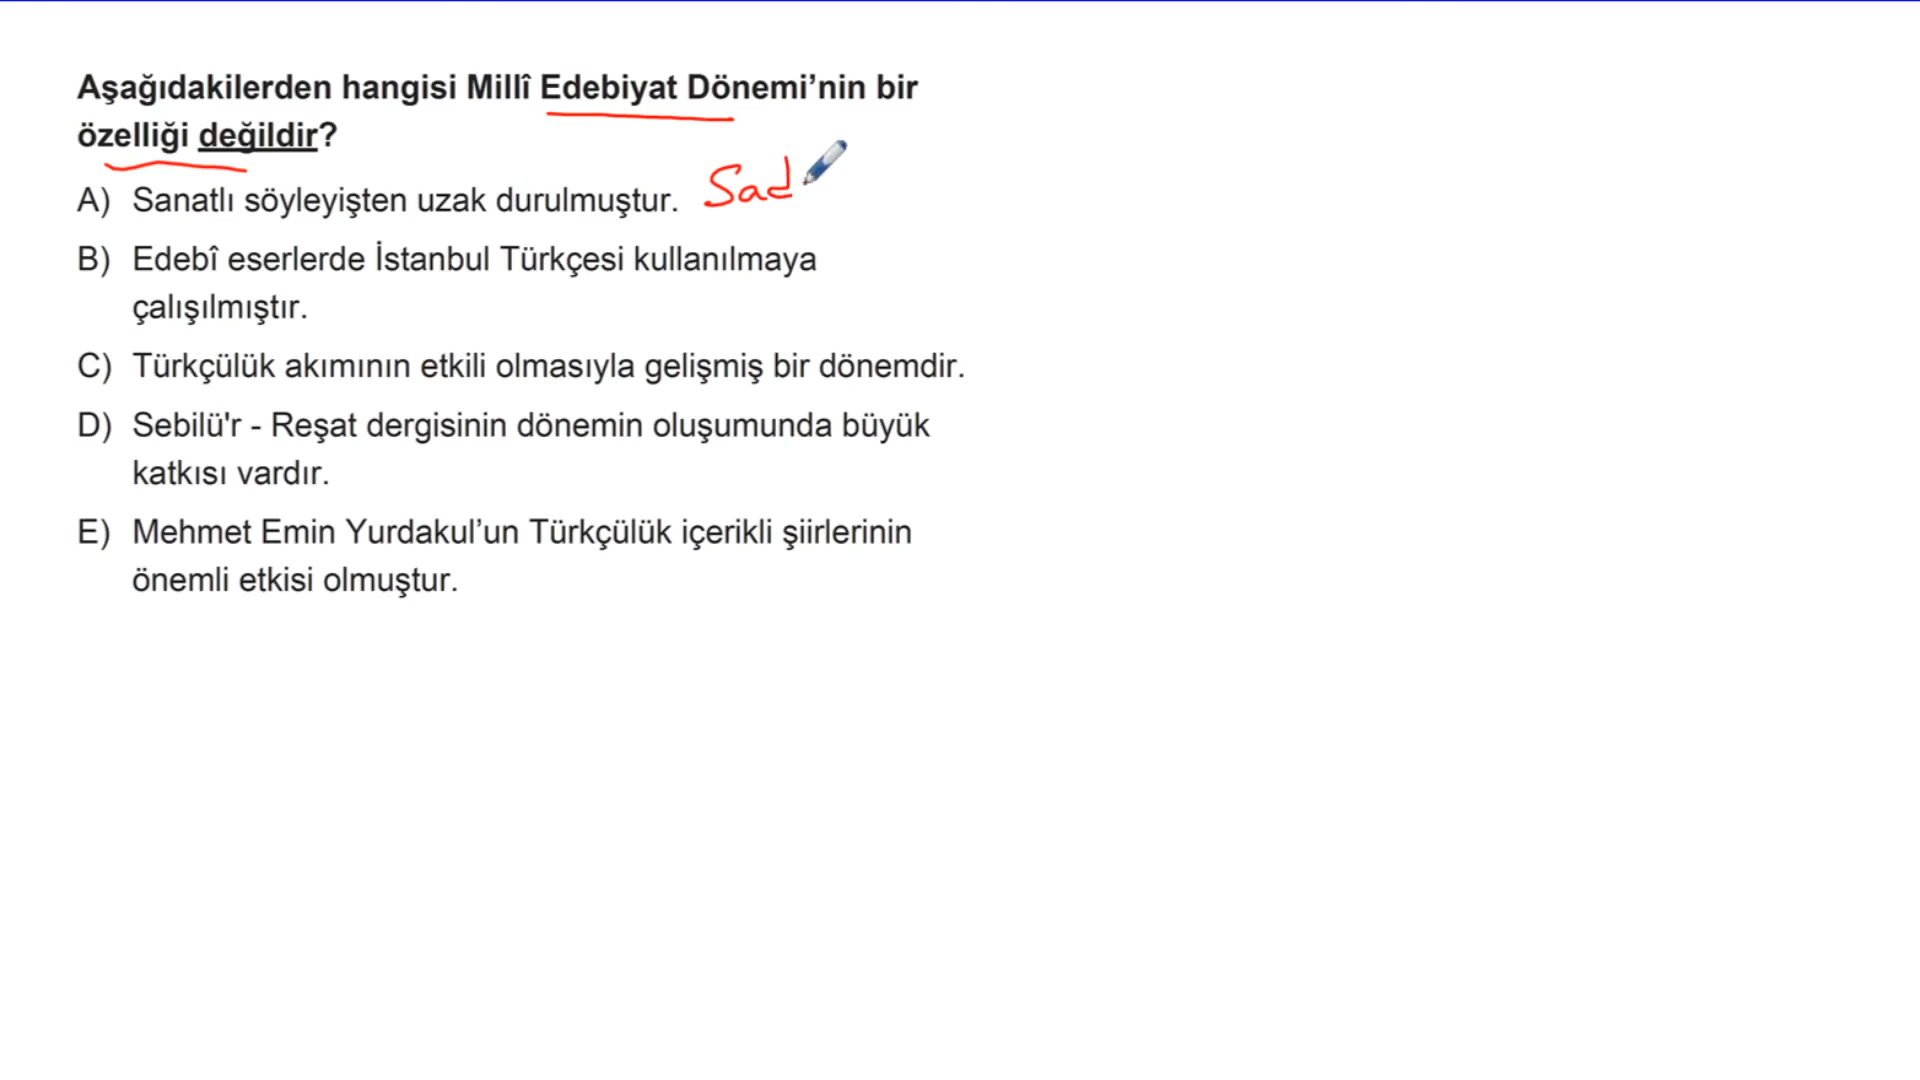 Aşağıdakilerden hangisi Millî Edebiyat Dönemi’nin bir
özelliği değildir?
A) Sanatlı söyleyişten uzak durulmuştur. Sad
B) Edebî eserlerde İstanbul Türkçesi kullanılmaya
çalışılmıştır.
C) Türkçülük akımının etkili olmasıyla gelişmiş bir dönemdir.
D) Sebilü'r - Reşat dergisinin dönemin oluşumunda büyük
katkısı vardır.
E) Mehmet Emin Yurdakul’un Türkçülük içerikli şiirlerinin
önemli etkisi olmuştur.